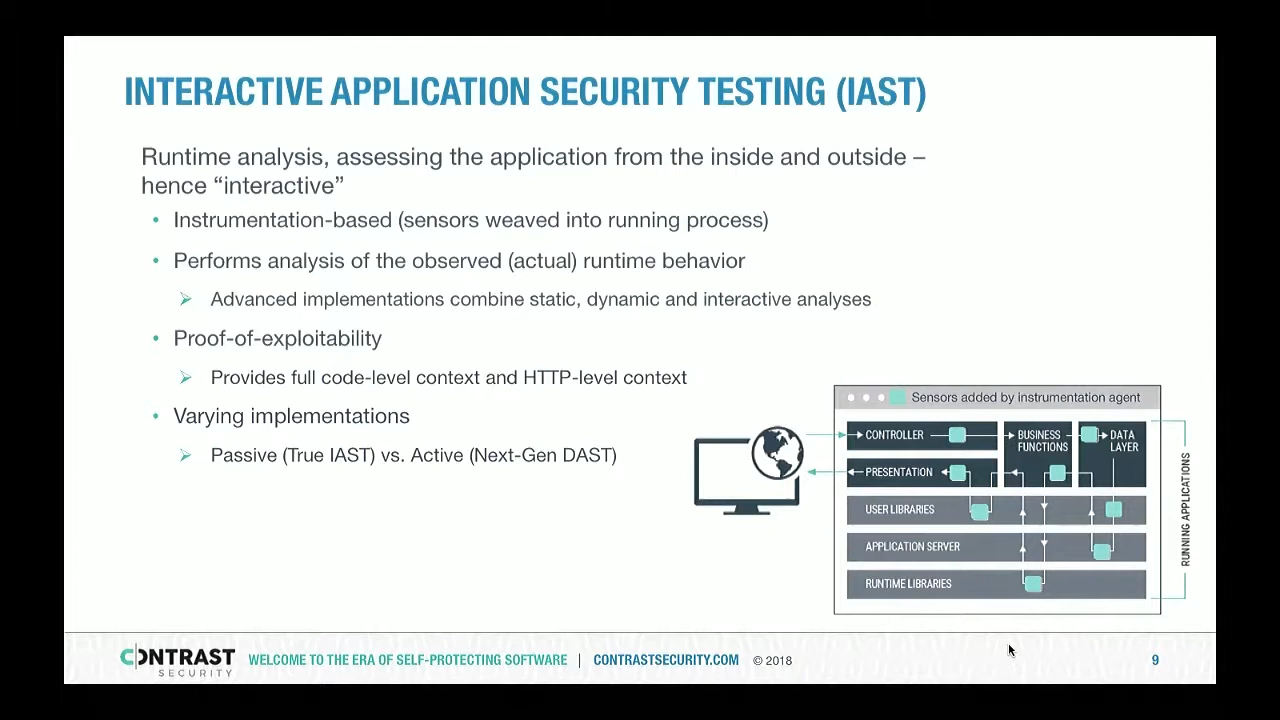 INTERACTIVE APPLICATION SECURITY TESTING (IAST)
Runtime analysis, assessing the application from the inside and outside –
hence “interactive”
• Instrumentation-based (sensors weaved into running process)
• Performs analysis of the observed (actual) runtime behavior
➢ Advanced implementations combine static, dynamic and interactive analyses
• Proof-of-exploitability
➢ Provides full code-level context and HTTP-level context
• Varying implementations
➢ Passive (True IAST) vs. Active (Next-Gen DAST)
Sensors added by instrumentation agent
CONTROLLER
BUSINESS
FUNCTIONS
DATA
LAYER
PRESENTATION
USER LIBRARIES
APPLICATION SERVER
RUNTIME LIBRARIES
RUNNING APPLICATIONS
CONTRAST
SECURITY
WELCOME TO THE ERA OF SELF-PROTECTING SOFTWARE | CONTRASTSECURITY.COM © 2018
9